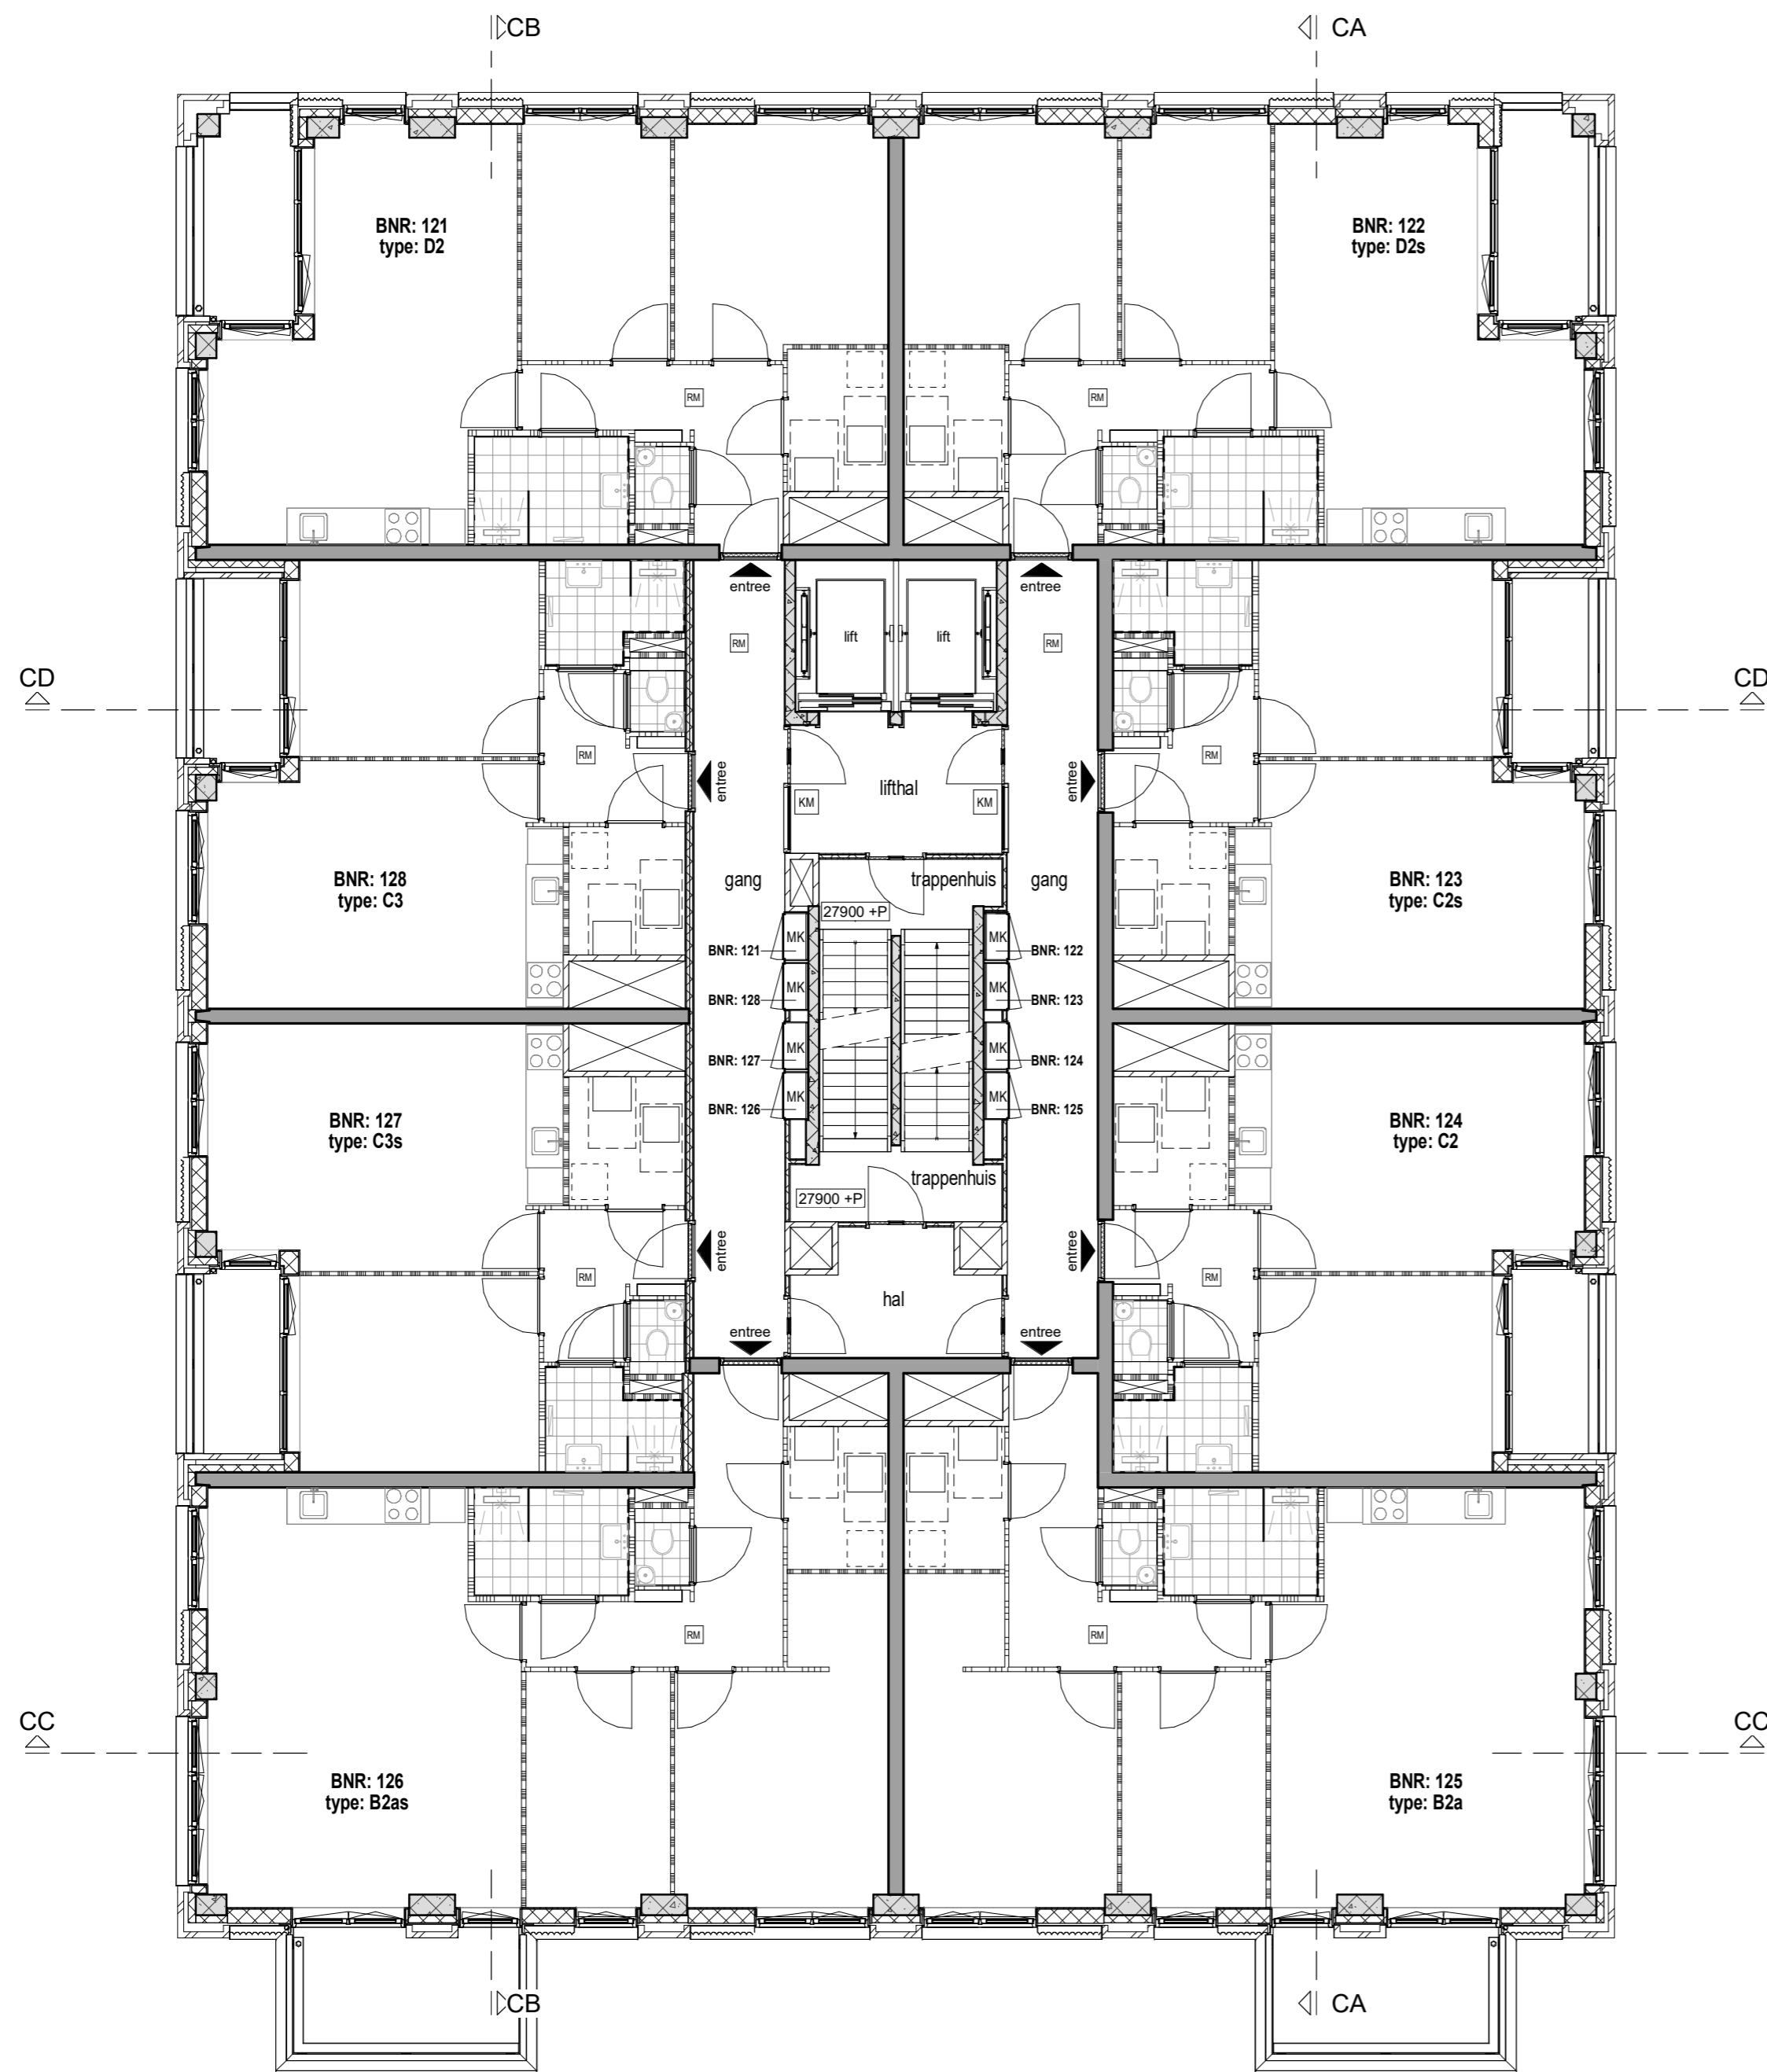 CB
CA
BNR: 121
type: D2
BNR: 122
type: D2s
RM
RM
entree
entree
RM
lift
lift
RM
CD
CD
RM
RM
entree
lifthal
entree
KM
KM
BNR: 128
type: C3
gang
trappenhuis
gang
BNR: 123
type: C2s
27900 +P
BNR: 121
MK
MK
BNR: 122
BNR: 128
MK
MK
BNR: 123
BNR: 127
MK
MK
BNR: 124
BNR: 126
MK
MK
BNR: 125
BNR: 127
type: C3s
BNR: 124
type: C2
trappenhuis
27900 +P
entree
entree
RM
RM
hal
entree
entree
RM
RM
CC
CC
BNR: 126
type: B2as
BNR: 125
type: B2a
CB
CA